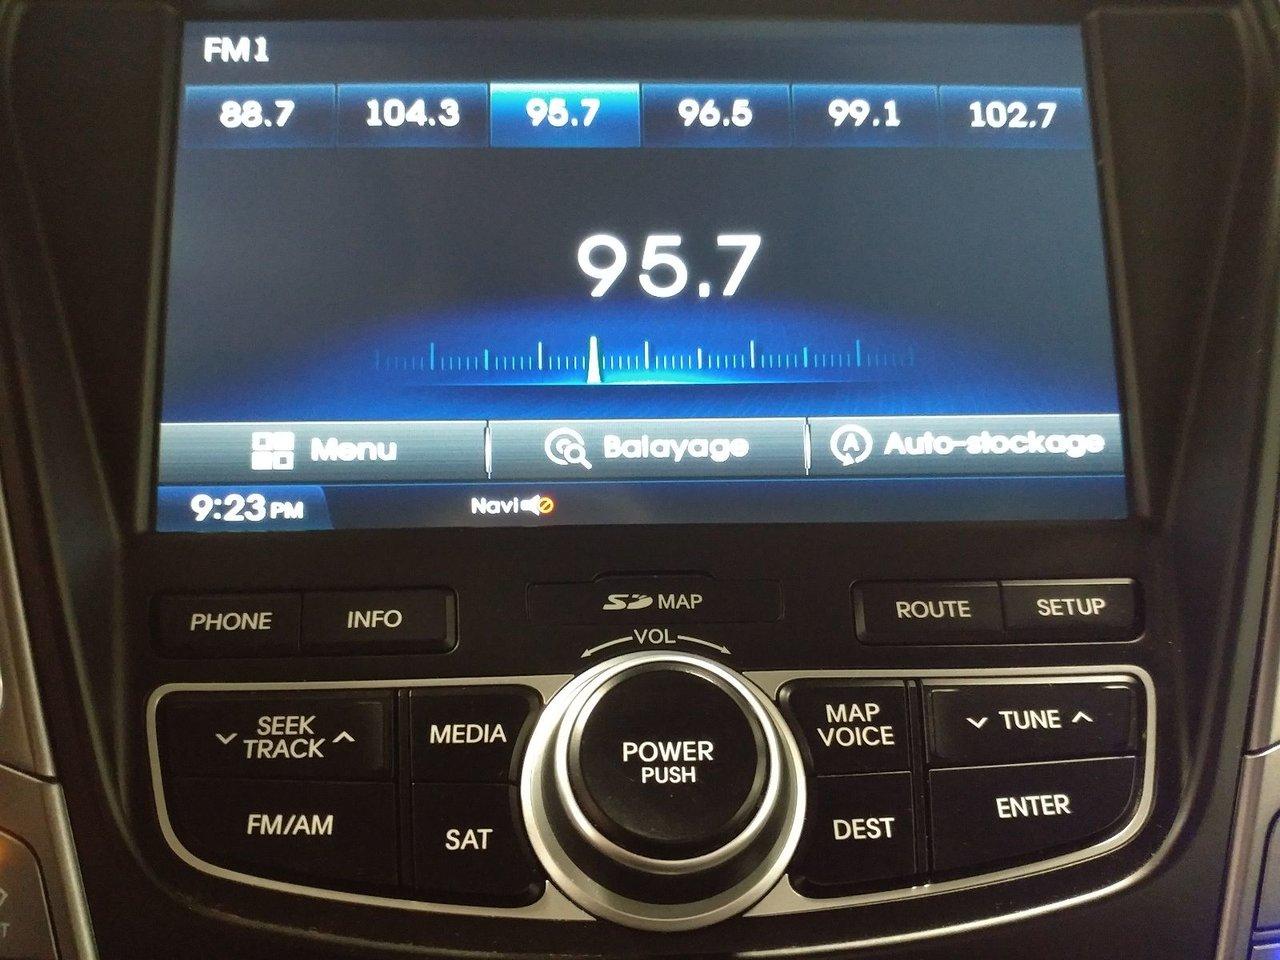 FM1
88.7 104.3 95.7 96.5 99.1 102.7
95.7
Menu Balayage Auto-stockage
9:23 PM Navi
PHONE INFO SD MAP ROUTE SETUP
VOL
SEEK TRACK
MEDIA
POWER PUSH
MAP VOICE
TUNE
FM/AM
SAT
DEST
ENTER